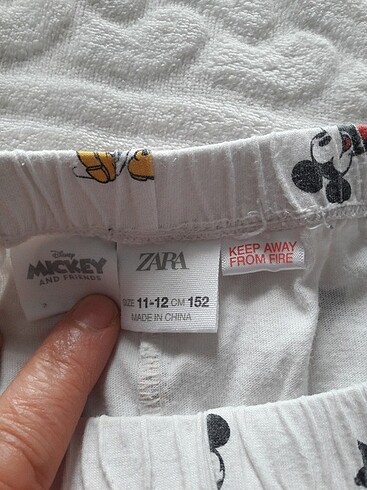 Disney
MICKEY
AND FRIENDS
ZARA
SIZE 11-12 CM 152
MADE IN CHINA
KEEP AWAY
FROM FIRE